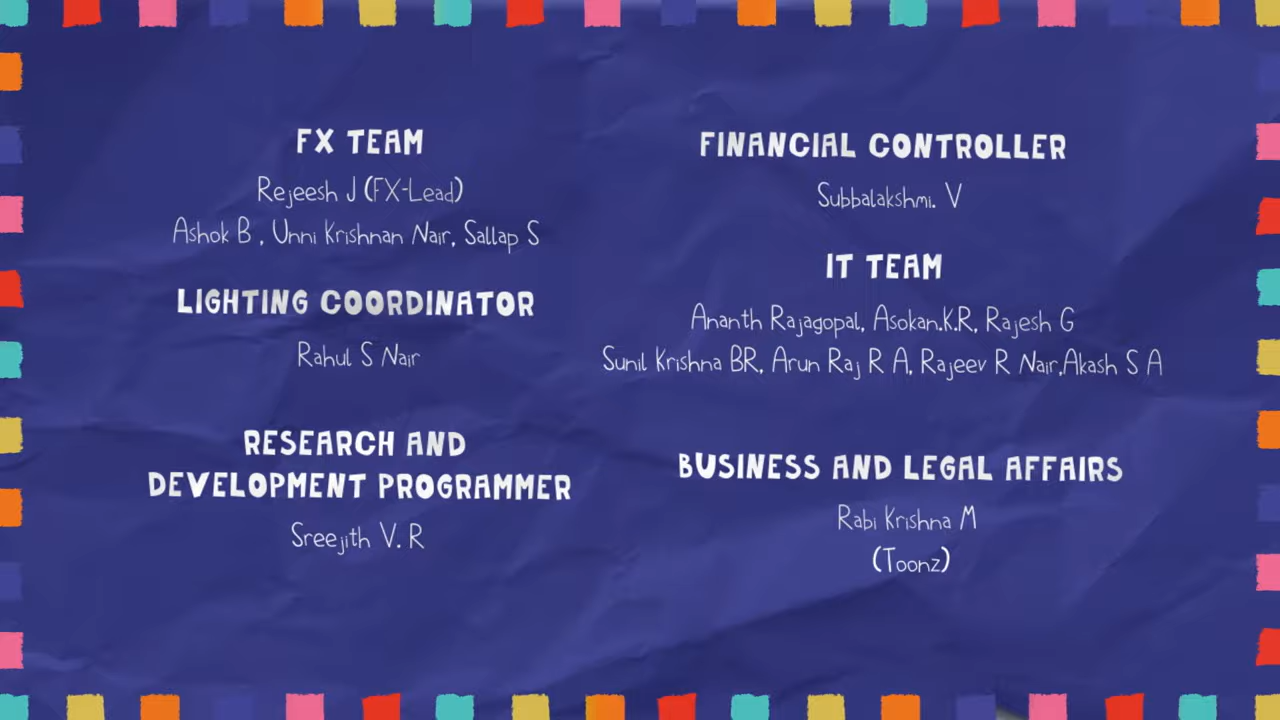 FX TEAM
Rejeesh J (FX-Lead)
Ashok B , Unni Krishnan Nair, Sallap S
LIGHTING COORDINATOR
Rahul S Nair
RESEARCH AND
DEVELOPMENT PROGRAMMER
Sreejith V. R
FINANCIAL CONTROLLER
Subbalakshmi. V
IT TEAM
Ananth Rajagopal, Asokan.K.R, Rajesh G
Sunil Krishna BR, Arun Raj R A, Rajeev R Nair,Akash S A
BUSINESS AND LEGAL AFFAIRS
Rabi Krishna M
(Toonz)